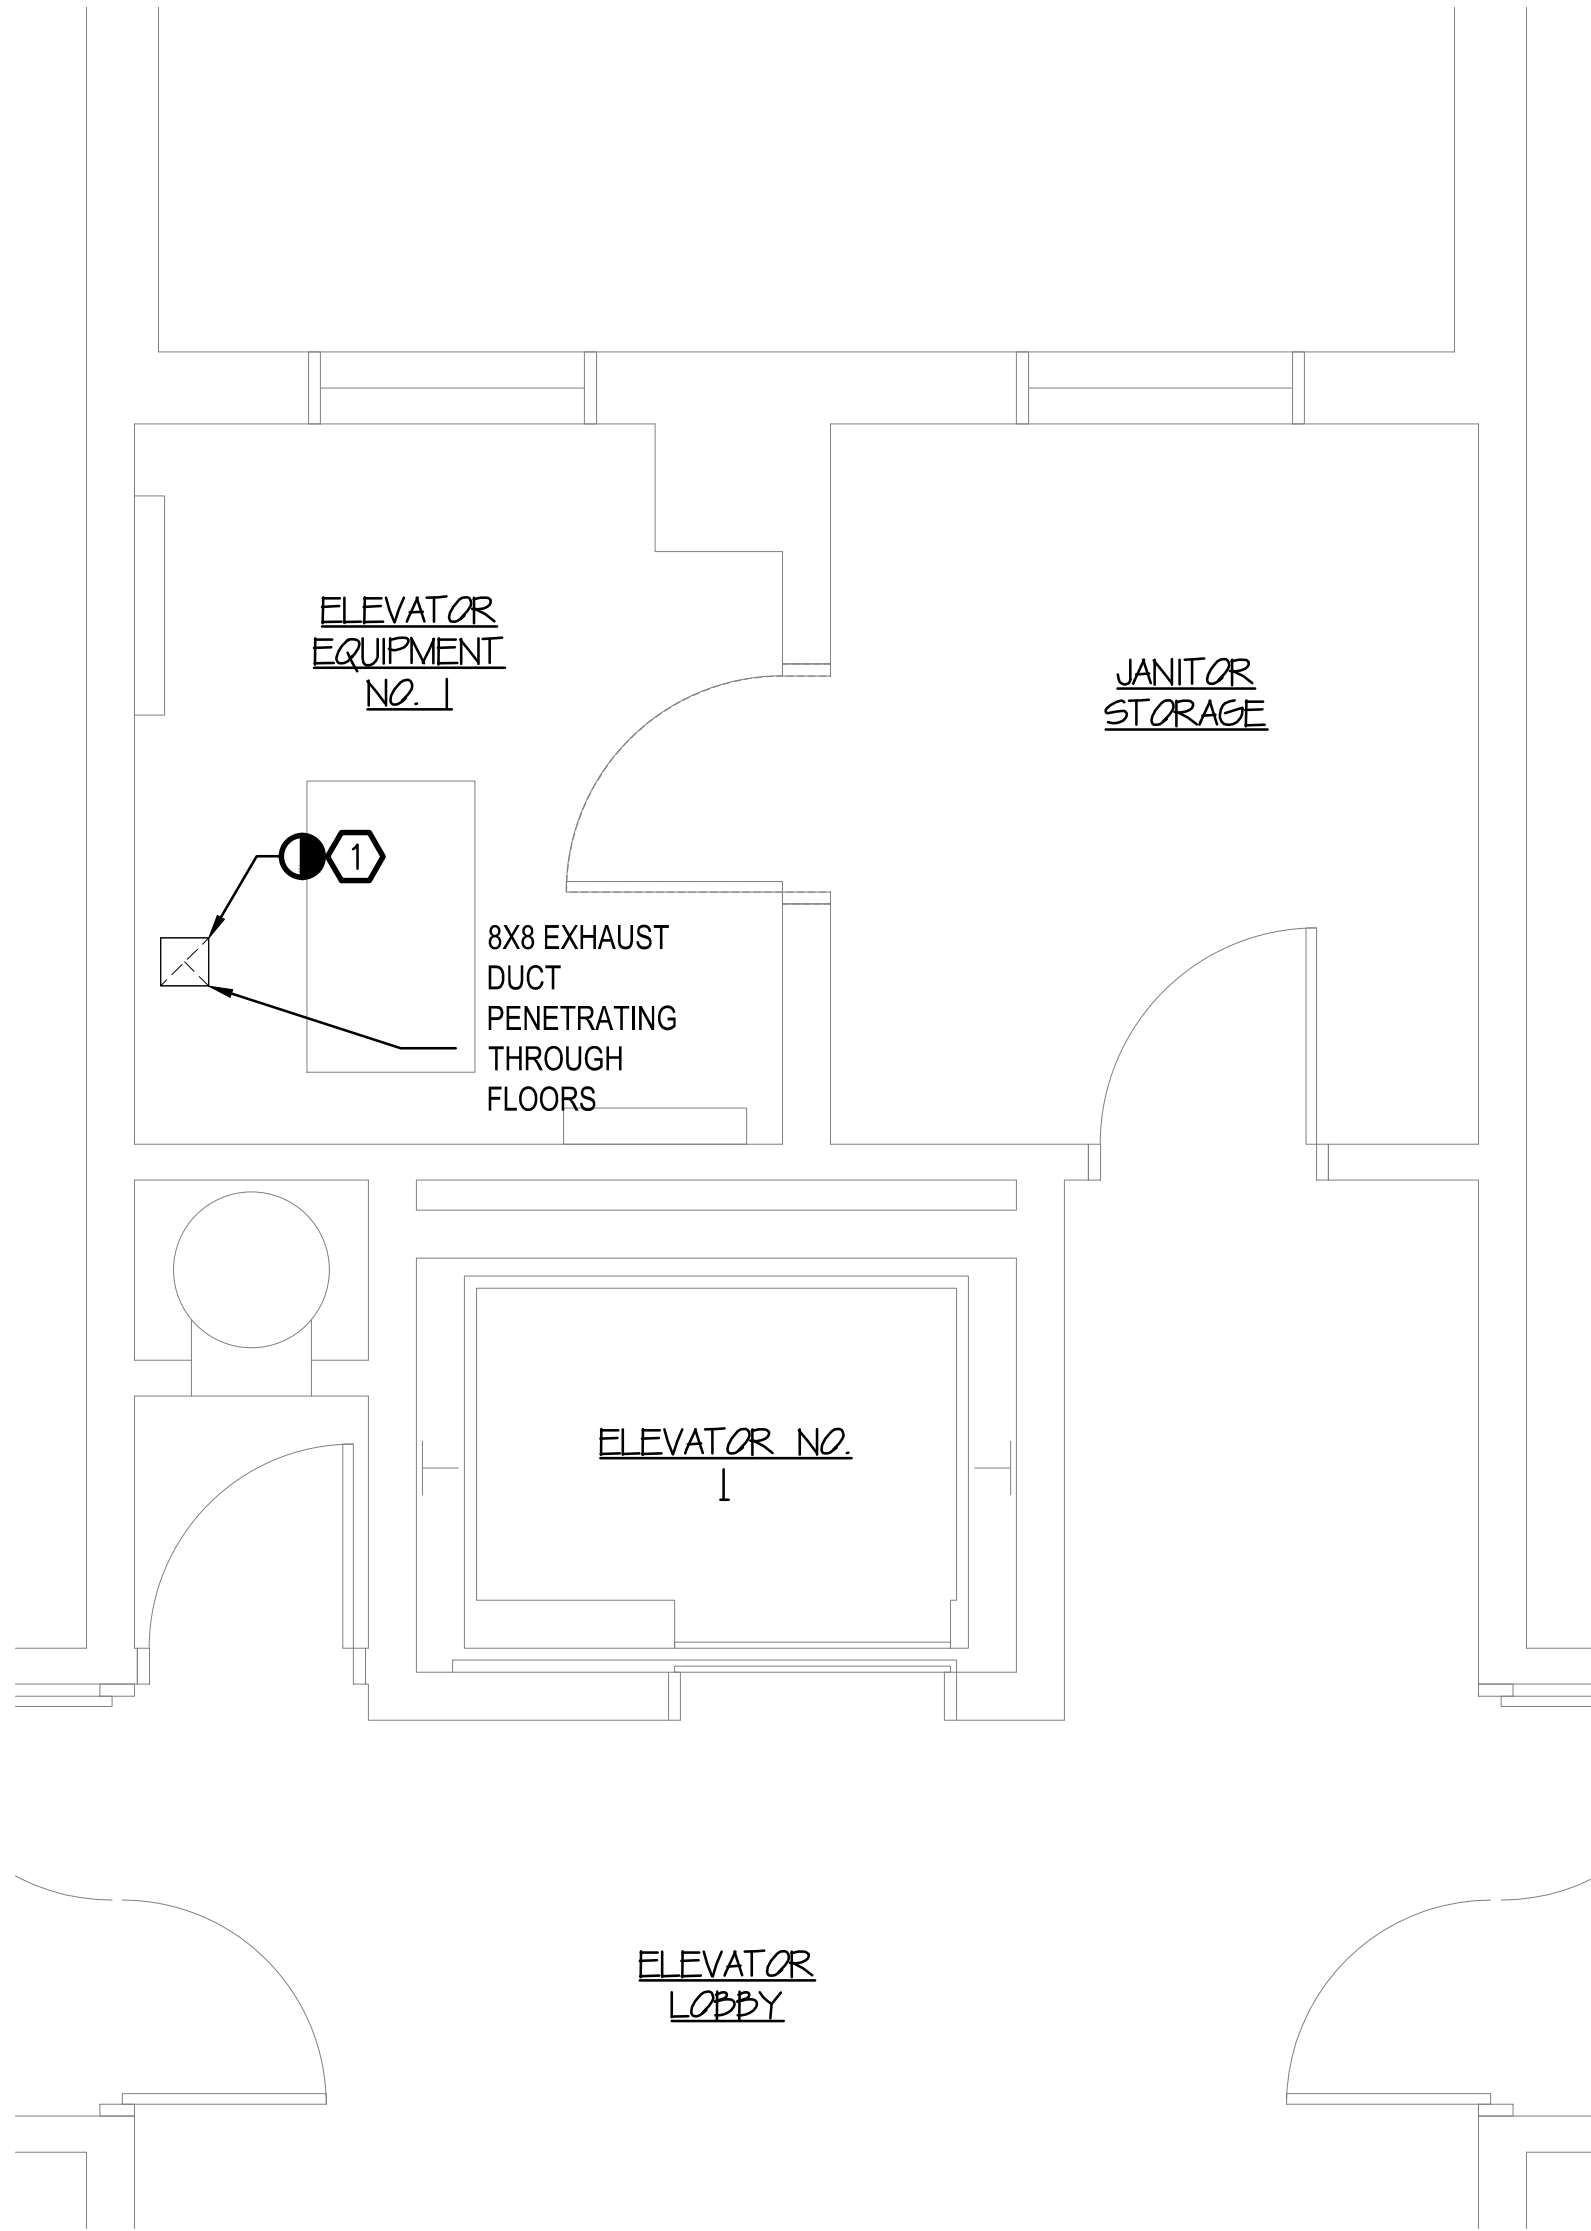 ELEVATOR
EQUIPMENT
NO. 1
JANITOR
STORAGE
1
8X8 EXHAUST
DUCT
PENETRATING
THROUGH
FLOORS
ELEVATOR NO.
1
ELEVATOR
LOBBY